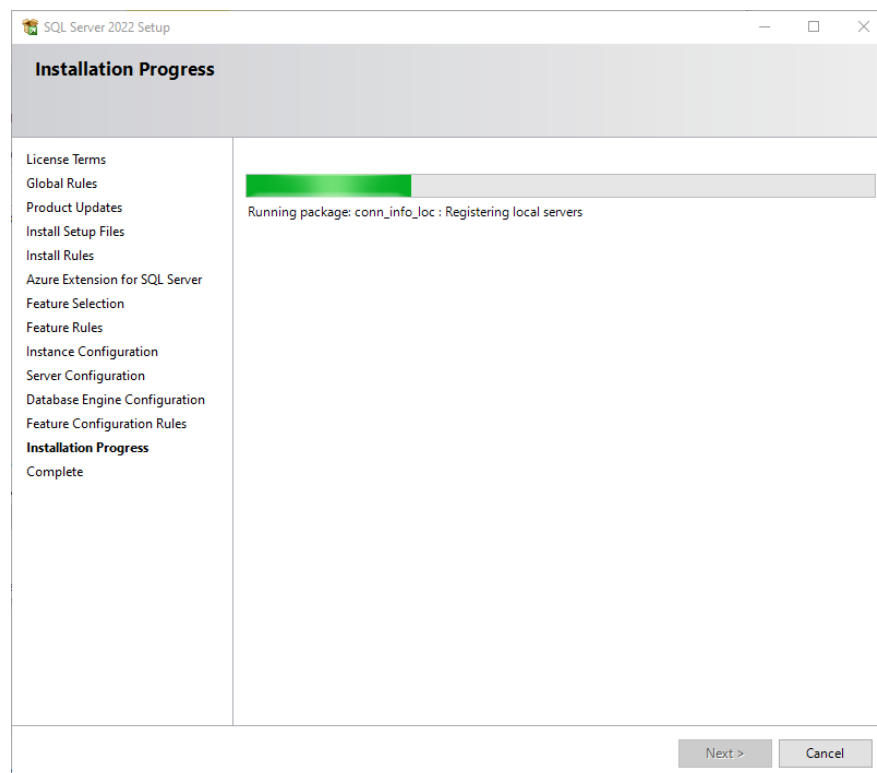 SQL Server 2022 Setup
Installation Progress
License Terms
Global Rules
Product Updates
Install Setup Files
Install Rules
Azure Extension for SQL Server
Feature Selection
Feature Rules
Instance Configuration
Server Configuration
Database Engine Configuration
Feature Configuration Rules
Installation Progress
Complete
Running package: conn_info_loc : Registering local servers
Next >
Cancel